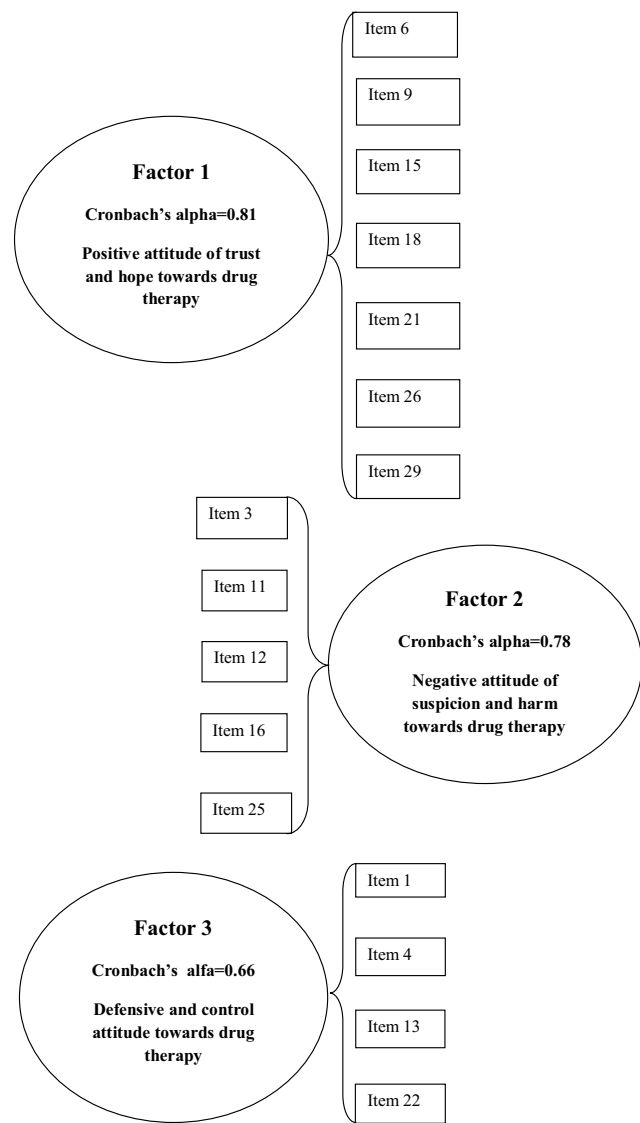 Item 6
Item 9
Item 15
Item 18
Item 21
Item 26
Item 29
Factor 1
Cronbach’s alpha=0.81
Positive attitude of trust
and hope towards drug
therapy
Item 3
Item 11
Item 12
Item 16
Item 25
Factor 2
Cronbach’s alpha=0.78
Negative attitude of
suspicion and harm
towards drug therapy
Factor 3
Cronbach’s alfa=0.66
Defensive and control
attitude towards drug
therapy
Item 1
Item 4
Item 13
Item 22